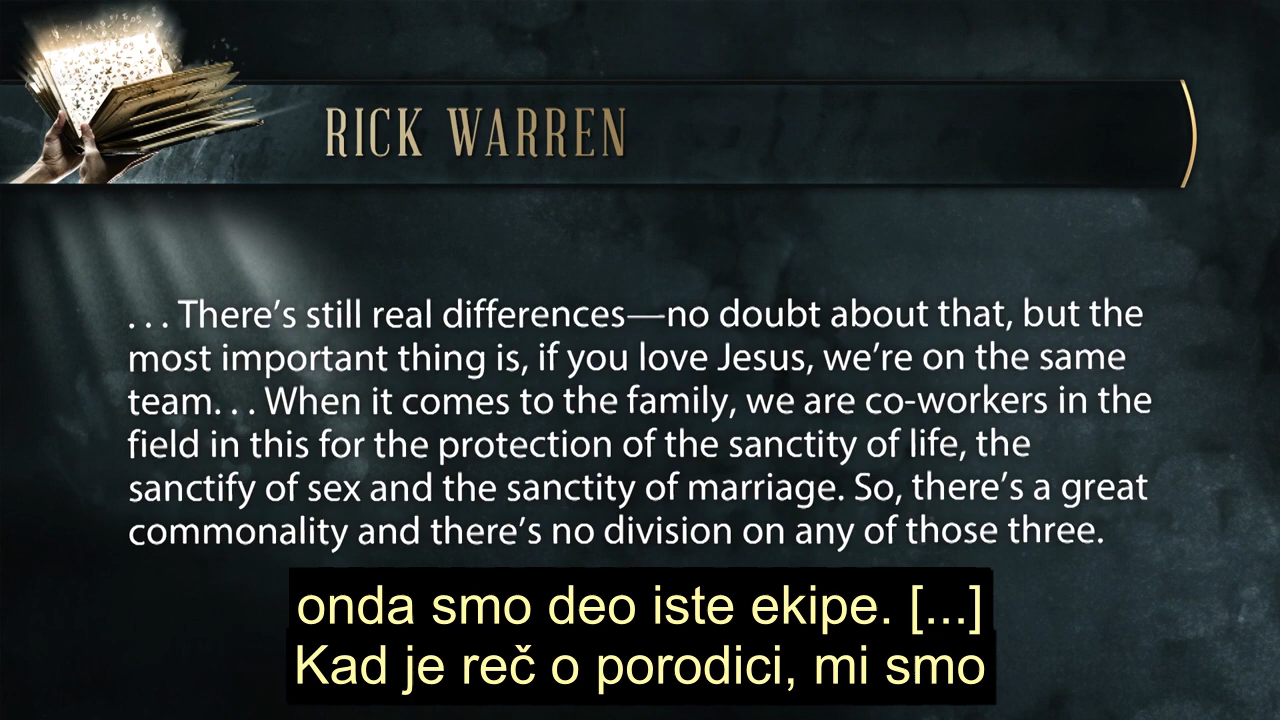 RICK WARREN
. . . There’s still real differences—no doubt about that, but the
most important thing is, if you love Jesus, we’re on the same
team. . . When it comes to the family, we are co-workers in the
field in this for the protection of the sanctity of life, the
sanctify of sex and the sanctity of marriage. So, there’s a great
commonality and there’s no division on any of those three.
onda smo deo iste ekipe. [...]
Kad je reč o porodici, mi smo